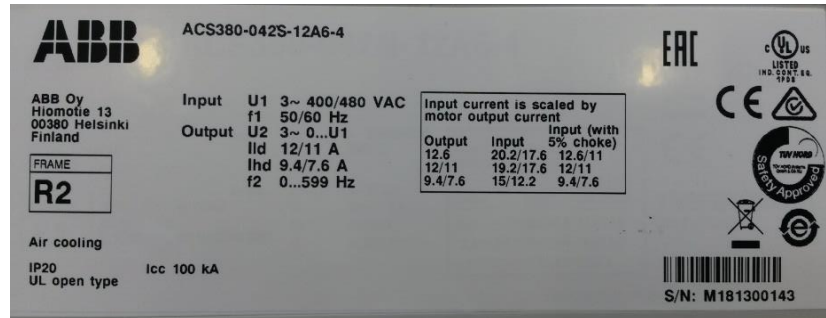 ABB
ACS380-042S-12A6-4
EAC
C UL US
LISTED
IND. CONT. EQ.
1PDS
ABB Oy
Hiomotie 13
00380 Helsinki
Finland
FRAME
R2
Input U1 3~ 400/480 VAC
f1 50/60 Hz
Output U2 3~ 0...U1
Ild 12/11 A
Ihd 9.4/7.6 A
f2 0...599 Hz
Input current is scaled by
motor output current
Output Input Input (with 5% choke)
12.6 20.2/17.6 12.6/11
12/11 19.2/17.6 12/11
9.4/7.6 15/12.2 9.4/7.6
CE
TUV NORD
Safety Approved
Air cooling
IP20 Icc 100 kA
UL open type
S/N: M181300143